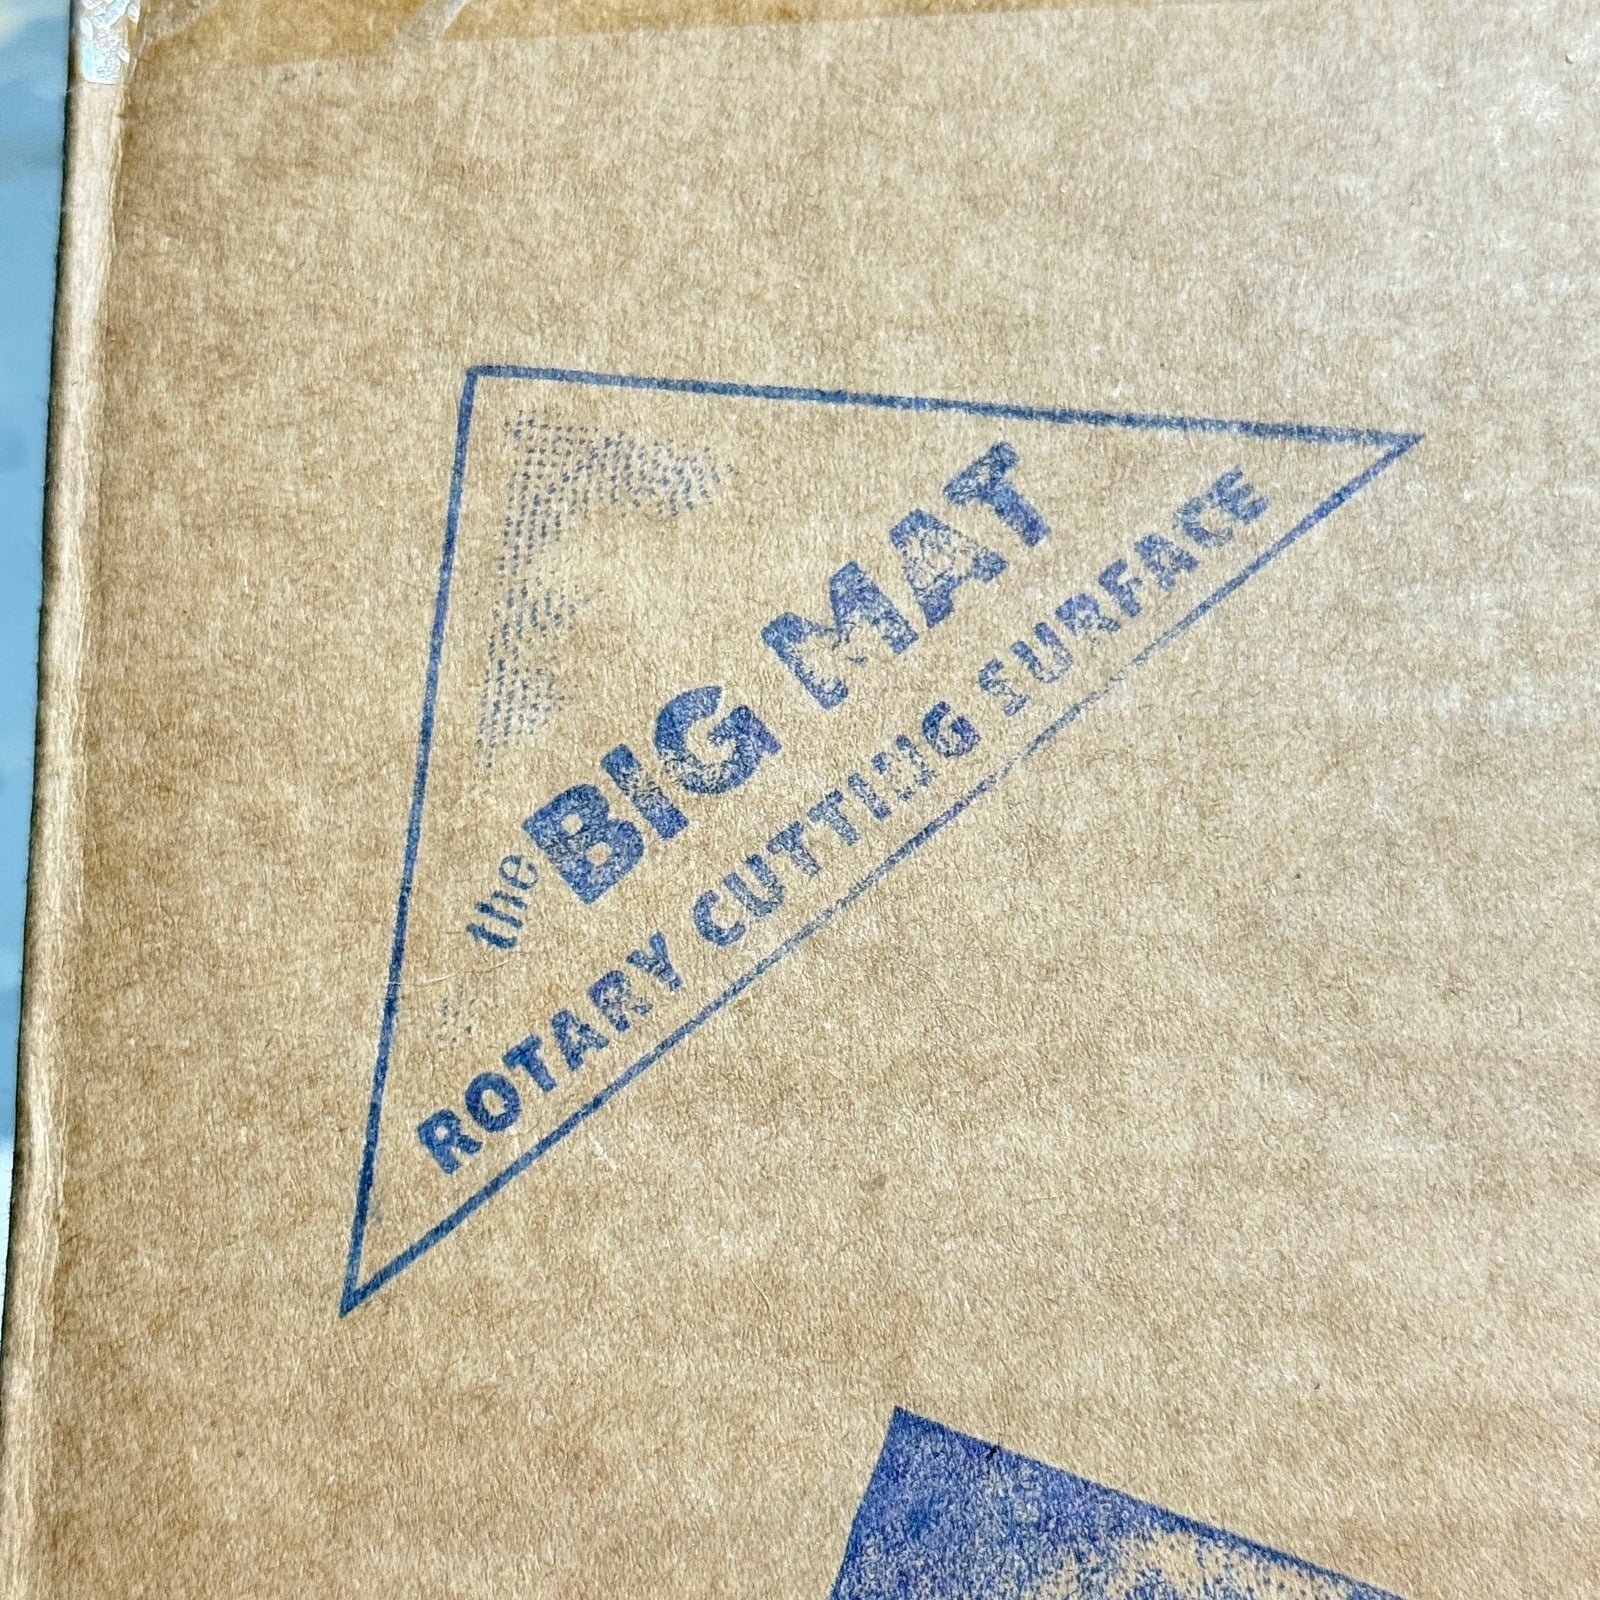 the BIG MAT
ROTARY CUTTING SURFACE